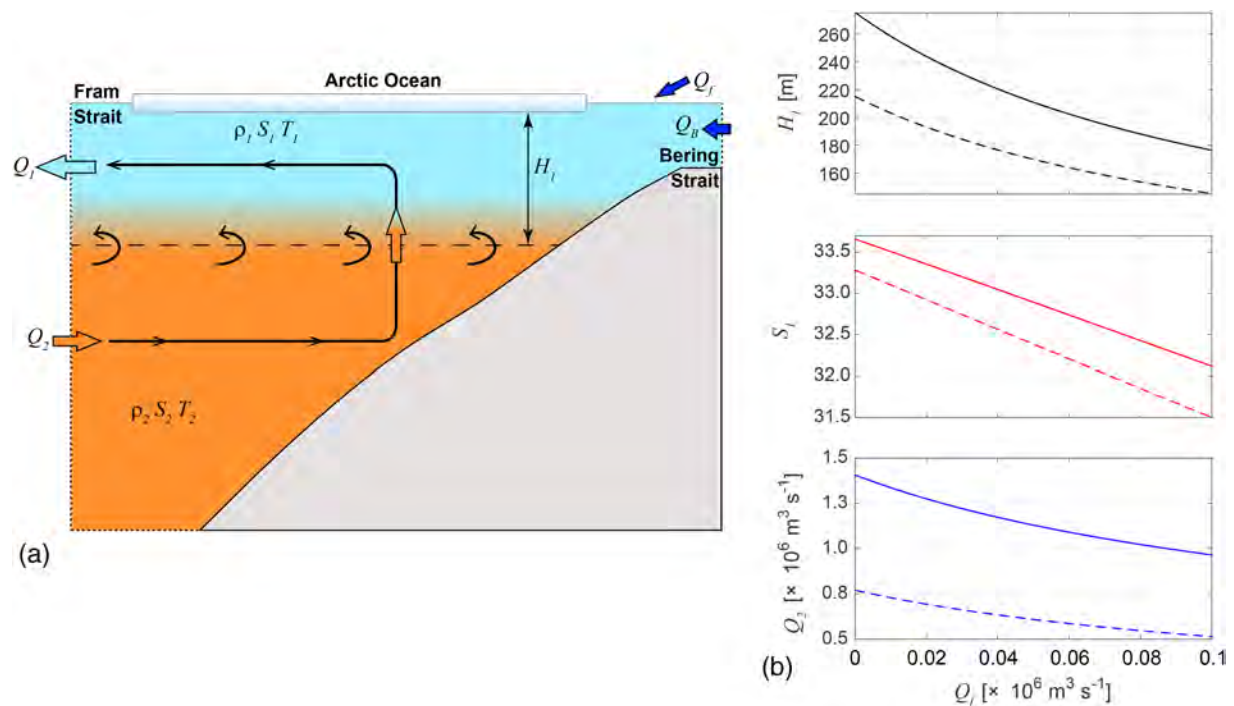 Fram
Strait
Arctic Ocean
Q_f
ρ_1 S_1 T_1
Q_B
Q_1
H_1
Bering
Strait
Q_2
ρ_2 S_2 T_2
(a)
H_1 [m]
260
240
220
200
180
160
S_1
33.5
33.0
32.5
32.0
31.5
Q_2 [× 10^6 m^3 s^-1]
1.5
1.3
1.0
0.8
0.5
0 0.02 0.04 0.06 0.08 0.1
Q_f [× 10^6 m^3 s^-1]
(b)